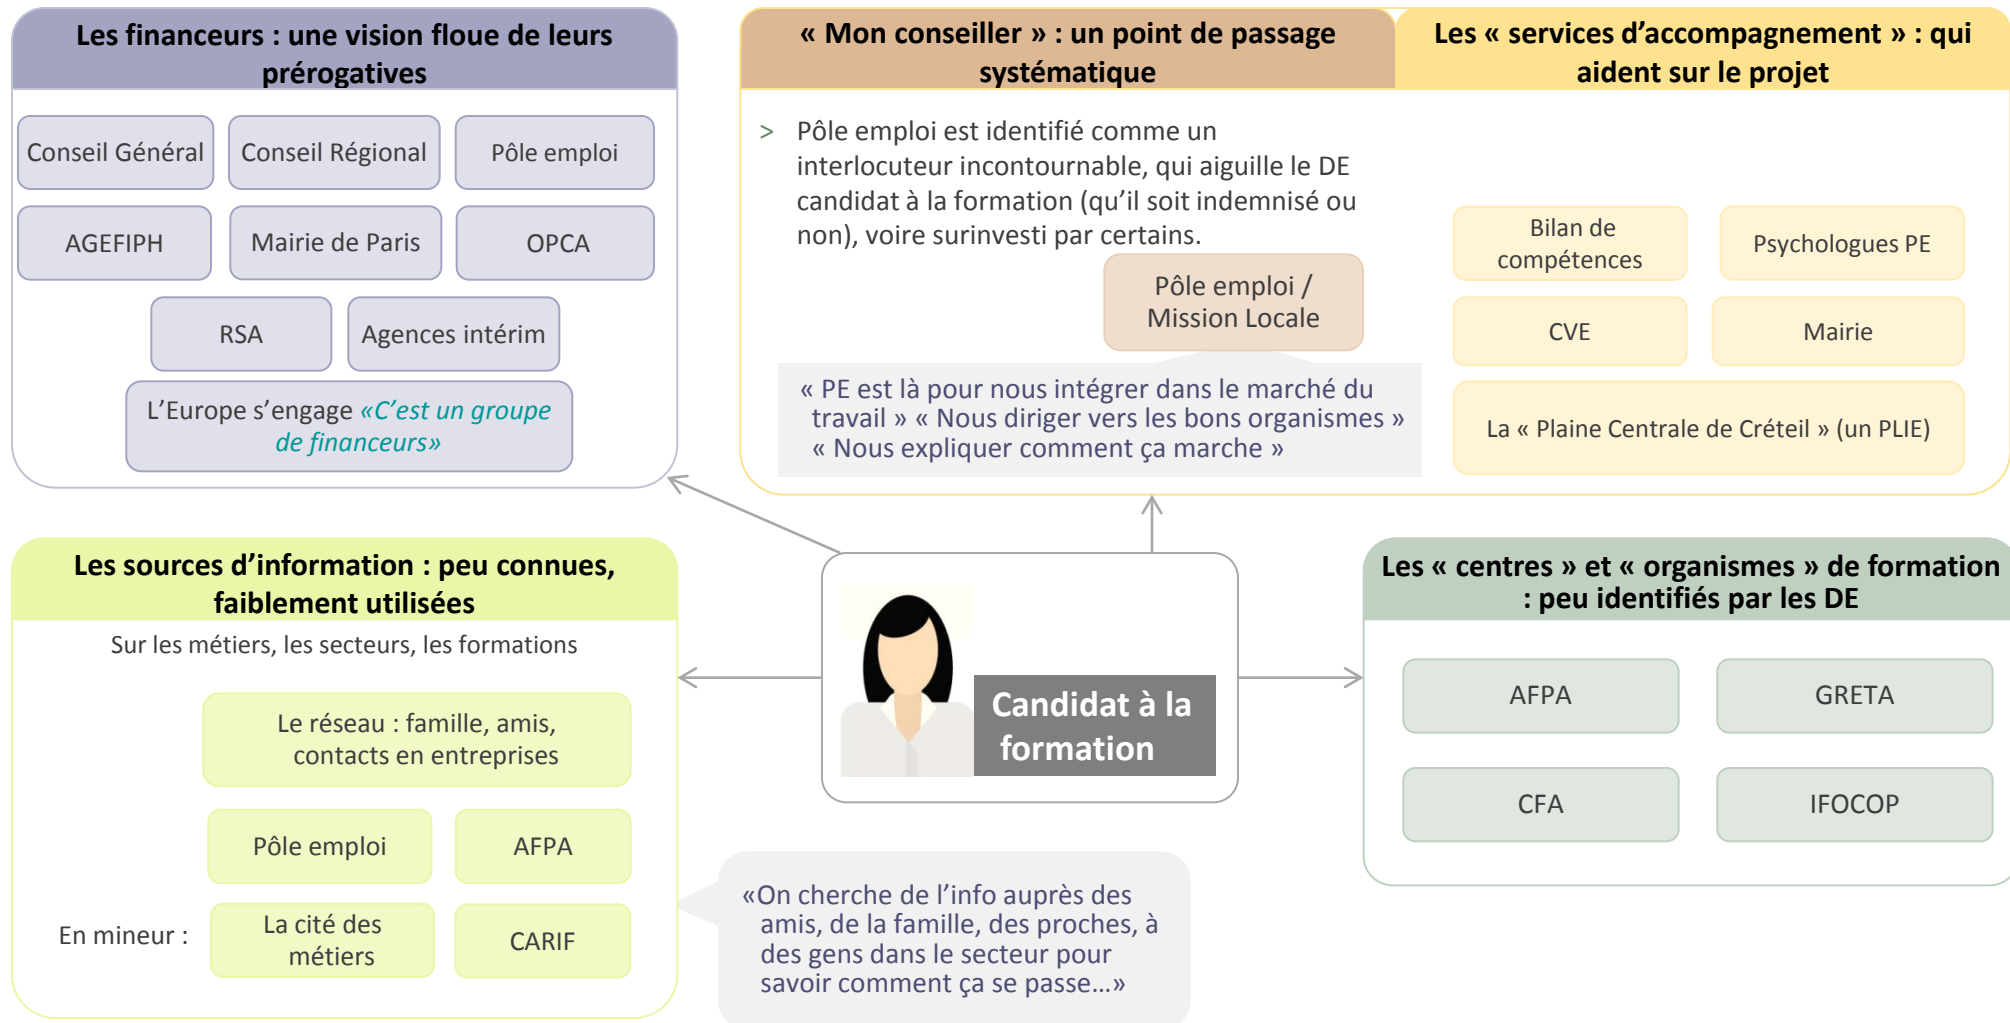 Les financeurs : une vision floue de leurs
prérogatives
Conseil Général
Conseil Régional
Pôle emploi
AGEFIPH
Mairie de Paris
OPCA
RSA
Agences intérim
L’Europe s’engage «C’est un groupe
de financeurs»
« Mon conseiller » : un point de passage
systématique
> Pôle emploi est identifié comme un
interlocuteur incontournable, qui aiguille le DE
candidat à la formation (qu’il soit indemnisé ou
non), voire surinvesti par certains.
Pôle emploi /
Mission Locale
« PE est là pour nous intégrer dans le marché du
travail » « Nous diriger vers les bons organismes »
« Nous expliquer comment ça marche »
Les « services d’accompagnement » : qui
aident sur le projet
Bilan de
compétences
Psychologues PE
CVE
Mairie
La « Plaine Centrale de Créteil » (un PLIE)
Les sources d’information : peu connues,
faiblement utilisées
Sur les métiers, les secteurs, les formations
Le réseau : famille, amis,
contacts en entreprises
Pôle emploi
AFPA
En mineur :
La cité des
métiers
CARIF
«On cherche de l’info auprès des
amis, de la famille, des proches, à
des gens dans le secteur pour
savoir comment ça se passe…»
Candidat à la
formation
Les « centres » et « organismes » de formation
: peu identifiés par les DE
AFPA
GRETA
CFA
IFOCOP